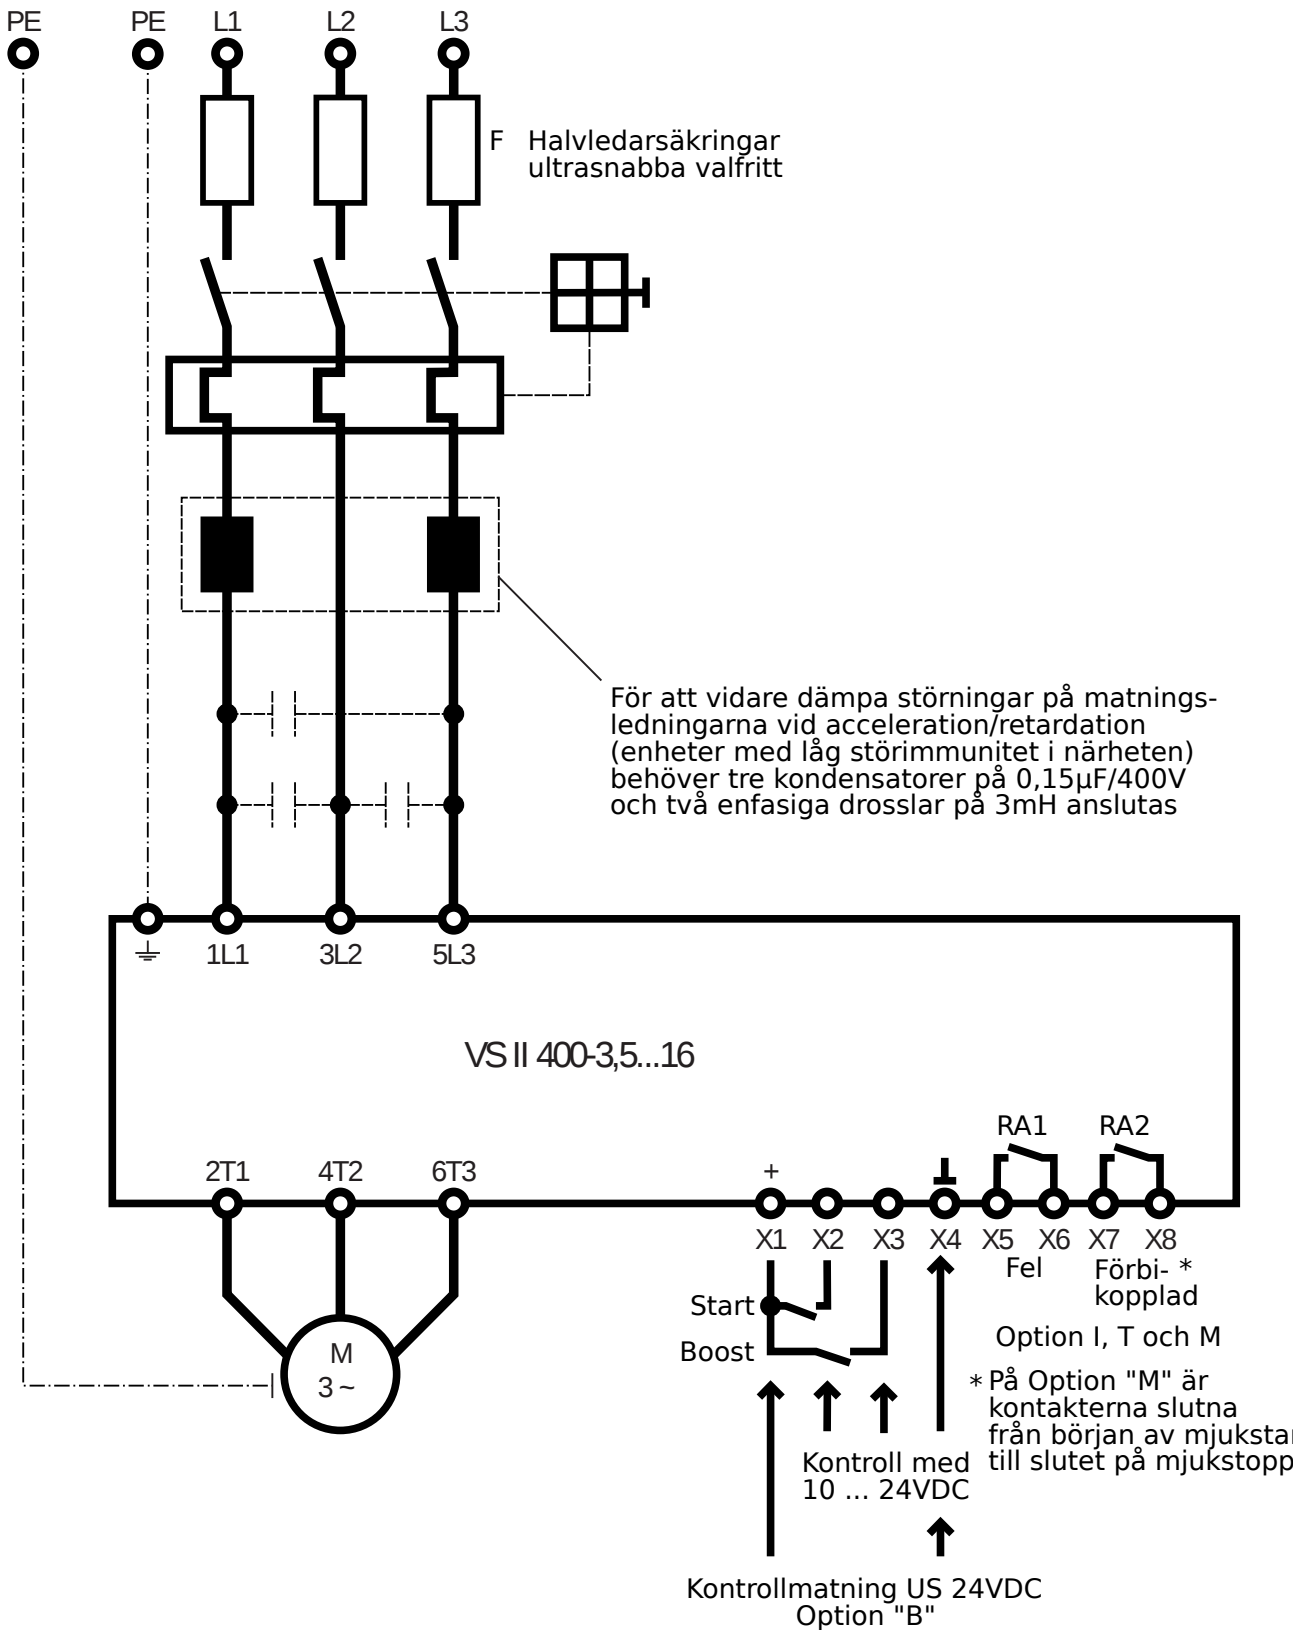 PE PE L1 L2 L3
F Halvledarsäkringar
ultrasnabba valfritt
För att vidare dämpa störningar på matnings-
ledningarna vid acceleration/retardation
(enheter med låg störimmunitet i närheten)
behöver tre kondensatorer på 0,15µF/400V
och två enfasiga drosslar på 3mH anslutas
1L1 3L2 5L3
VS II 400-3,5...16
RA1 RA2
2T1 4T2 6T3 +
X1 X2 X3 X4 X5 X6 X7 X8
Fel
Förbi- *
kopplad
Start
Boost
Option I, T och M
M
3 ~
* På Option "M" är
kontakterna slutna
från början av mjukstar
till slutet på mjukstopp
Kontroll med
10 ... 24VDC
Kontrollmatning US 24VDC
Option "B"